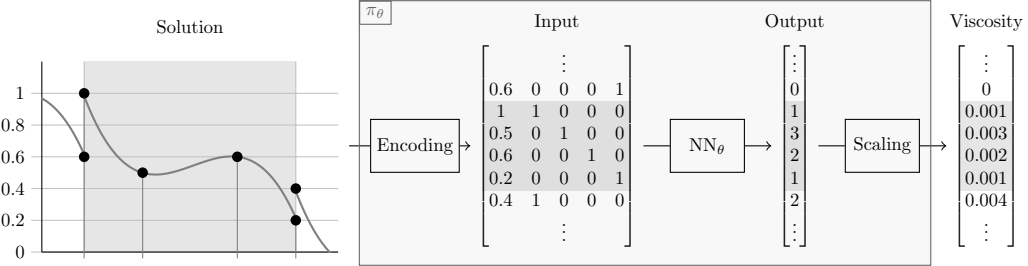 π_θ
Solution
Input
Output
Viscosity
1
0.8
0.6
0.4
0.2
0
Encoding
⋮
0.6 0 0 0 1
1 1 0 0 0
0.5 0 1 0 0
0.6 0 0 1 0
0.2 0 0 0 1
0.4 1 0 0 0
⋮
NN_θ
⋮
0
1
3
2
1
2
⋮
Scaling
⋮
0
0.001
0.003
0.002
0.001
0.004
⋮